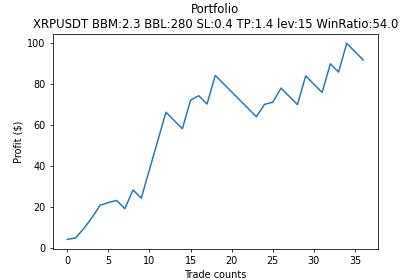 Portfolio
XRPUSDT BBM:2.3 BBL:280 SL:0.4 TP:1.4 lev:15 WinRatio:54.0
100
80
60
40
20
0
Profit ($)
0 5 10 15 20 25 30 35
Trade counts